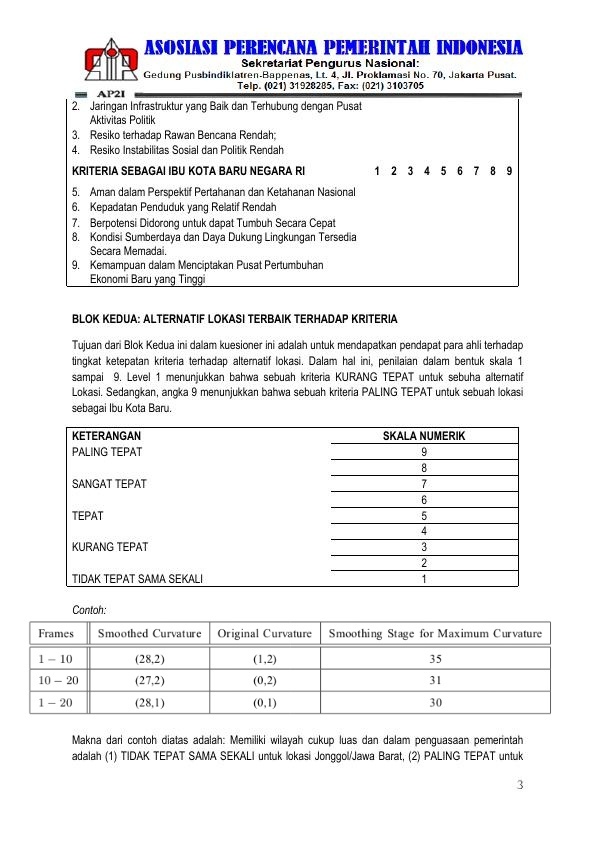 ASOSIASI PERENCANA PEMERINTAH INDONESIA
Sekretariat Pengurus Nasional:
Gedung Pusbindiklatren-Bappenas, Lt. 4, Jl. Proklamasi No. 70, Jakarta Pusat.
Telp. (021) 31928285, Fax: (021) 3103705
AP2I
2. Jaringan Infrastruktur yang Baik dan Terhubung dengan Pusat
Aktivitas Politik
3. Resiko terhadap Rawan Bencana Rendah;
4. Resiko Instabilitas Sosial dan Politik Rendah
KRITERIA SEBAGAI IBU KOTA BARU NEGARA RI 1 2 3 4 5 6 7 8 9
5. Aman dalam Perspektif Pertahanan dan Ketahanan Nasional
6. Kepadatan Penduduk yang Relatif Rendah
7. Berpotensi Didorong untuk dapat Tumbuh Secara Cepat
8. Kondisi Sumberdaya dan Daya Dukung Lingkungan Tersedia
Secara Memadai.
9. Kemampuan dalam Menciptakan Pusat Pertumbuhan
Ekonomi Baru yang Tinggi
BLOK KEDUA: ALTERNATIF LOKASI TERBAIK TERHADAP KRITERIA
Tujuan dari Blok Kedua ini dalam kuesioner ini adalah untuk mendapatkan pendapat para ahli terhadap
tingkat ketepatan kriteria terhadap alternatif lokasi. Dalam hal ini, penilaian dalam bentuk skala 1
sampai 9. Level 1 menunjukkan bahwa sebuah kriteria KURANG TEPAT untuk sebuha alternatif
Lokasi. Sedangkan, angka 9 menunjukkan bahwa sebuah kriteria PALING TEPAT untuk sebuah lokasi
sebagai Ibu Kota Baru.
KETERANGAN SKALA NUMERIK
PALING TEPAT 9
8
SANGAT TEPAT 7
6
TEPAT 5
4
KURANG TEPAT 3
2
TIDAK TEPAT SAMA SEKALI 1
Contoh:
Frames Smoothed Curvature Original Curvature Smoothing Stage for Maximum Curvature
1 – 10 (28,2) (1,2) 35
10 – 20 (27,2) (0,2) 31
1 – 20 (28,1) (0,1) 30
Makna dari contoh diatas adalah: Memiliki wilayah cukup luas dan dalam penguasaan pemerintah
adalah (1) TIDAK TEPAT SAMA SEKALI untuk lokasi Jonggol/Jawa Barat, (2) PALING TEPAT untuk
3